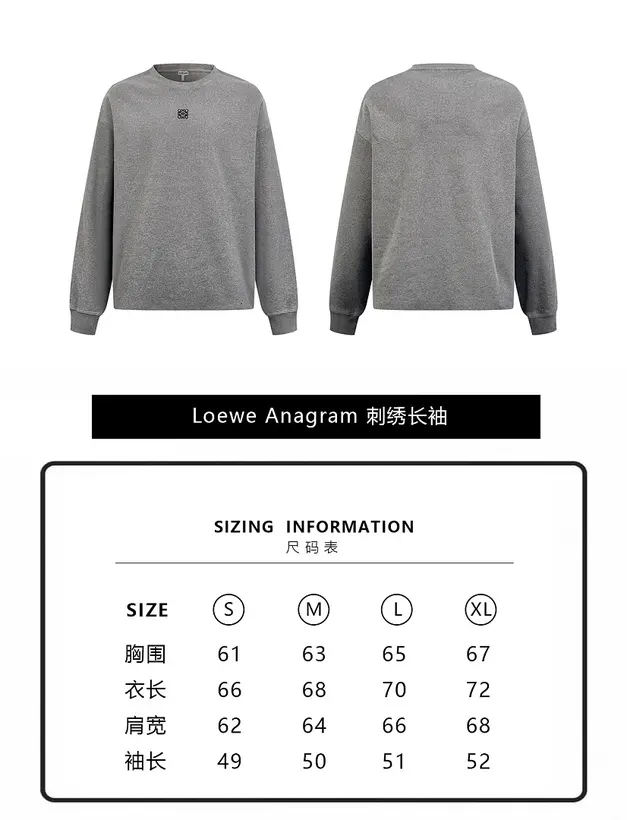 Loewe Anagram 刺绣长袖
SIZING INFORMATION
尺码表
SIZE S M L XL
胸围 61 63 65 67
衣长 66 68 70 72
肩宽 62 64 66 68
袖长 49 50 51 52